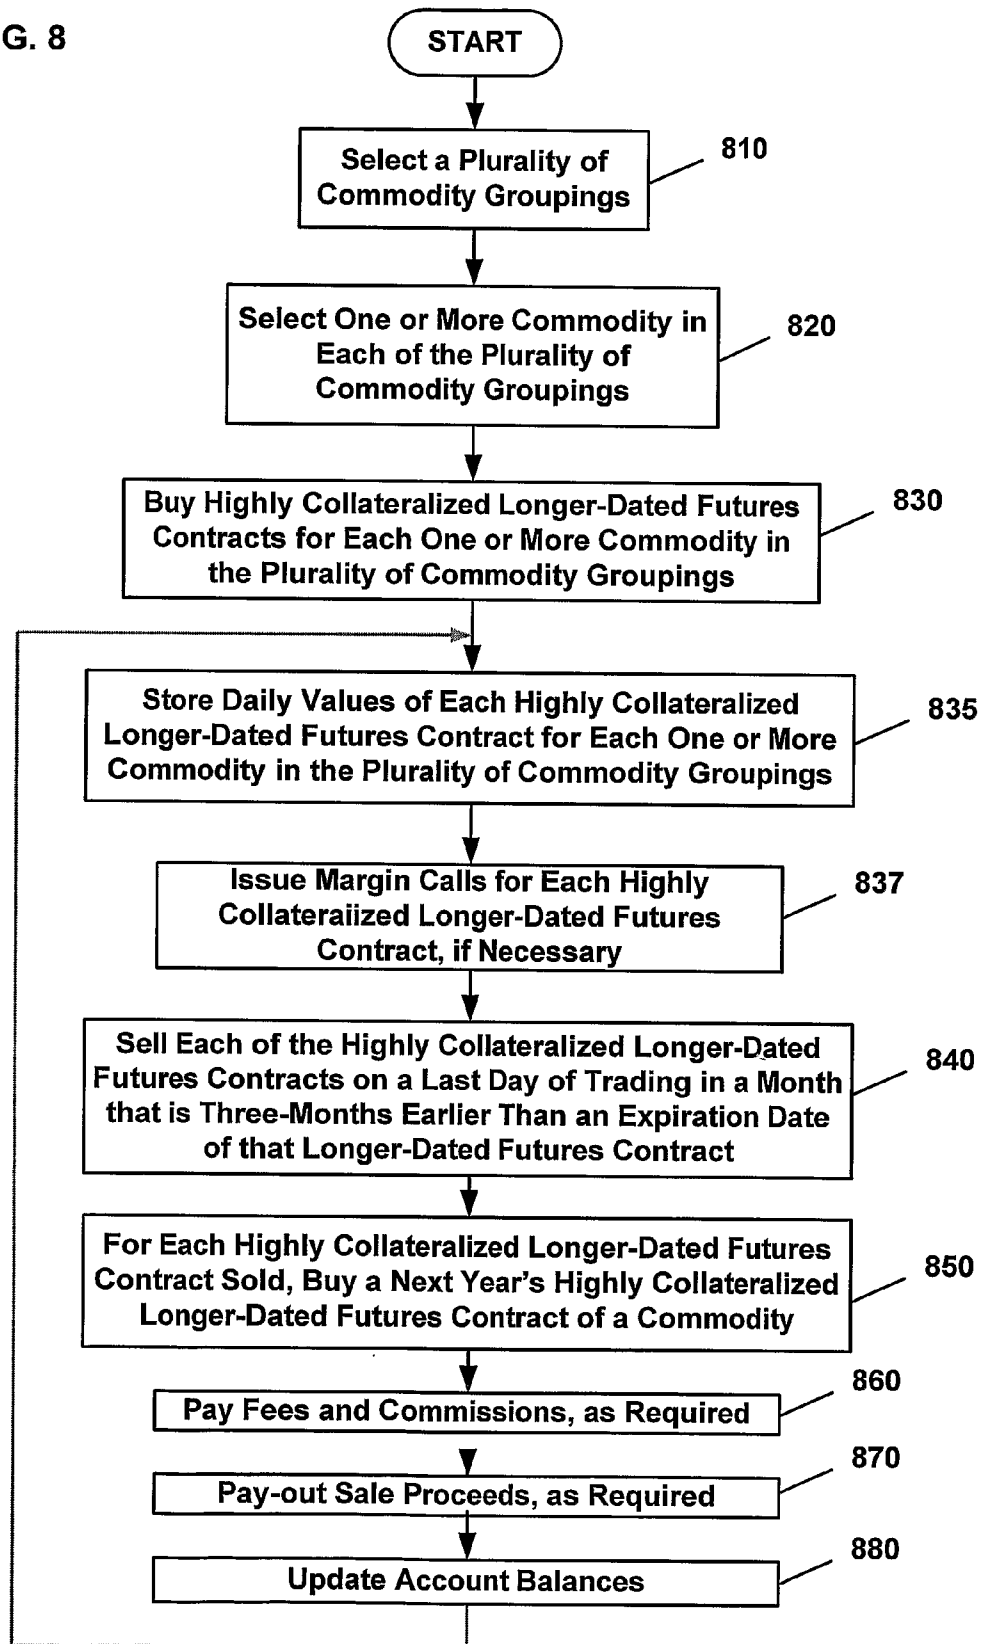 G. 8
START
Select a Plurality of
Commodity Groupings
810
Select One or More Commodity in
Each of the Plurality of
Commodity Groupings
820
Buy Highly Collateralized Longer-Dated Futures
Contracts for Each One or More Commodity in
the Plurality of Commodity Groupings
830
Store Daily Values of Each Highly Collateralized
Longer-Dated Futures Contract for Each One or More
Commodity in the Plurality of Commodity Groupings
835
Issue Margin Calls for Each Highly
Collateraiized Longer-Dated Futures
Contract, if Necessary
837
Sell Each of the Highly Collateralized Longer-Dated
Futures Contracts on a Last Day of Trading in a Month
that is Three-Months Earlier Than an Expiration Date
of that Longer-Dated Futures Contract
840
For Each Highly Collateralized Longer-Dated Futures
Contract Sold, Buy a Next Year's Highly Collateralized
Longer-Dated Futures Contract of a Commodity
850
Pay Fees and Commissions, as Required
860
Pay-out Sale Proceeds, as Required
870
Update Account Balances
880